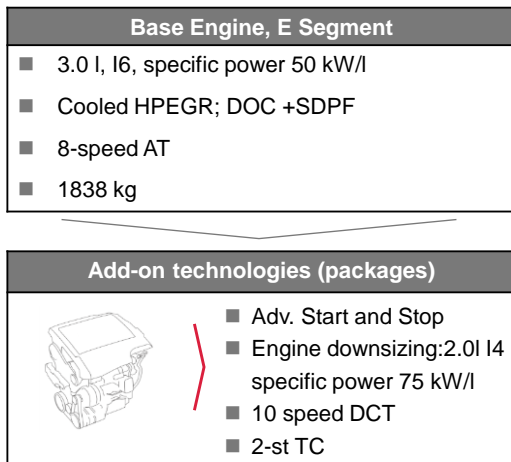 Base Engine, E Segment
3.0 l, I6, specific power 50 kW/l
Cooled HPEGR; DOC +SDPF
8-speed AT
1838 kg
Add-on technologies (packages)
Adv. Start and Stop
Engine downsizing:2.0l I4
specific power 75 kW/l
10 speed DCT
2-st TC